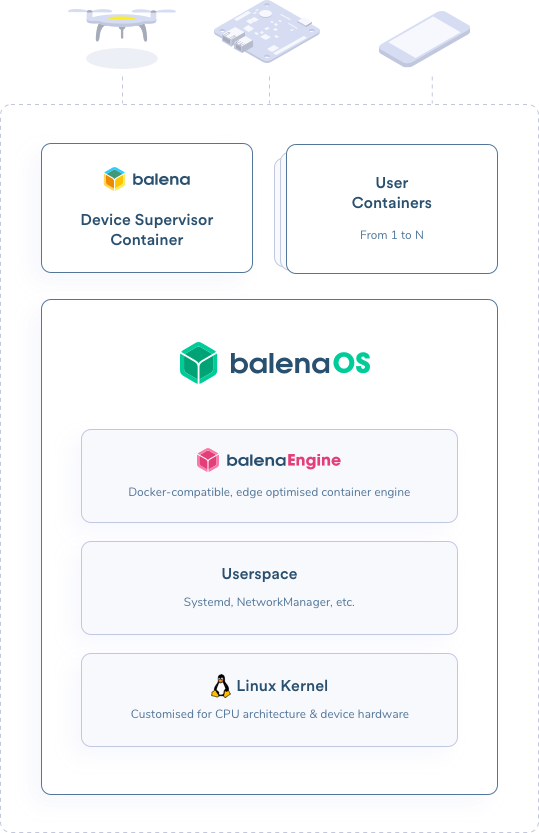 balena
Device Supervisor
Container
User
Containers
From 1 to N
balenaOS
balenaEngine
Docker-compatible, edge optimised container engine
Userspace
Systemd, NetworkManager, etc.
Linux Kernel
Customised for CPU architecture & device hardware